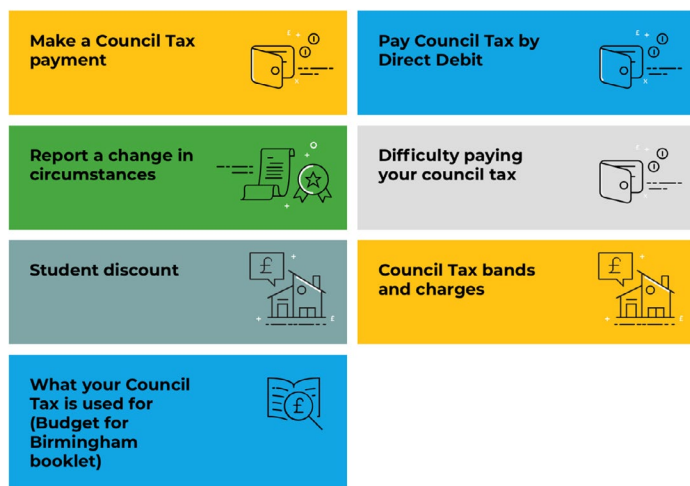 Make a Council Tax
payment
Pay Council Tax by
Direct Debit
Report a change in
circumstances
Difficulty paying
your council tax
Student discount
£
Council Tax bands
and charges
£
What your Council
Tax is used for
(Budget for
Birmingham
booklet)
£